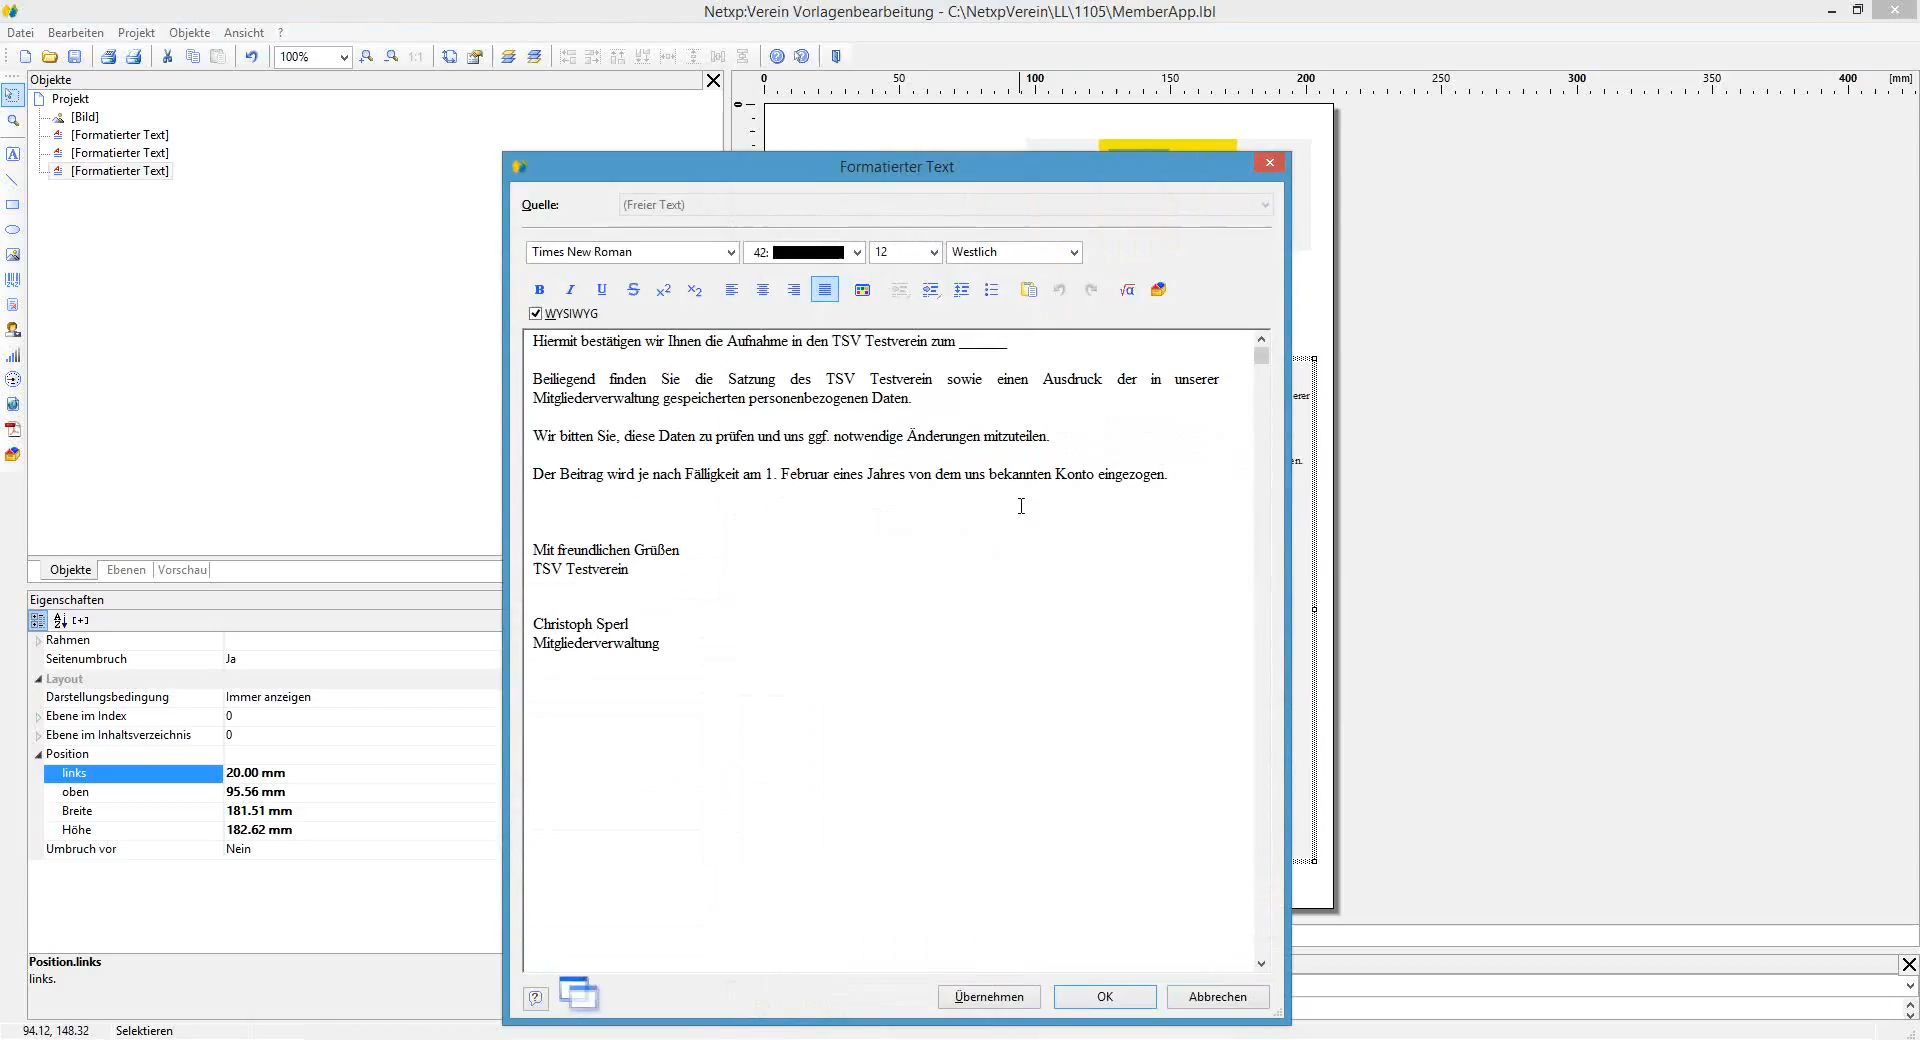 Netxp:Verein Vorlagenbearbeitung - C:\NetxpVerein\LL\1105\MemberApp.lbl
Datei Bearbeiten Projekt Objekte Ansicht ?
100% 1:1
Objekte
Projekt
[Bild]
[Formatierter Text]
[Formatierter Text]
[Formatierter Text]
0 50 100 150 200 250 300 350 400 [mm]
0
Formatierter Text
Quelle: (Freier Text)
Times New Roman 42: 12 Westlich
WYSIWYG
Hiermit bestätigen wir Ihnen die Aufnahme in den TSV Testverein zum ______
Beiliegend finden Sie die Satzung des TSV Testverein sowie einen Ausdruck der in unserer
Mitgliederverwaltung gespeicherten personenbezogenen Daten.
Wir bitten Sie, diese Daten zu prüfen und uns ggf. notwendige Änderungen mitzuteilen.
Der Beitrag wird je nach Fälligkeit am 1. Februar eines Jahres von dem uns bekannten Konto eingezogen.
Mit freundlichen Grüßen
TSV Testverein
Christoph Sperl
Mitgliederverwaltung
Übernehmen OK Abbrechen
erer
en.
Objekte Ebenen Vorschau
Eigenschaften
Rahmen
Seitenumbruch Ja
Layout
Darstellungsbedingung Immer anzeigen
Ebene im Index 0
Ebene im Inhaltsverzeichnis 0
Position
links 20.00 mm
oben 95.56 mm
Breite 181.51 mm
Höhe 182.62 mm
Umbruch vor Nein
Position.links
links.
94.12, 148.32 Selektieren